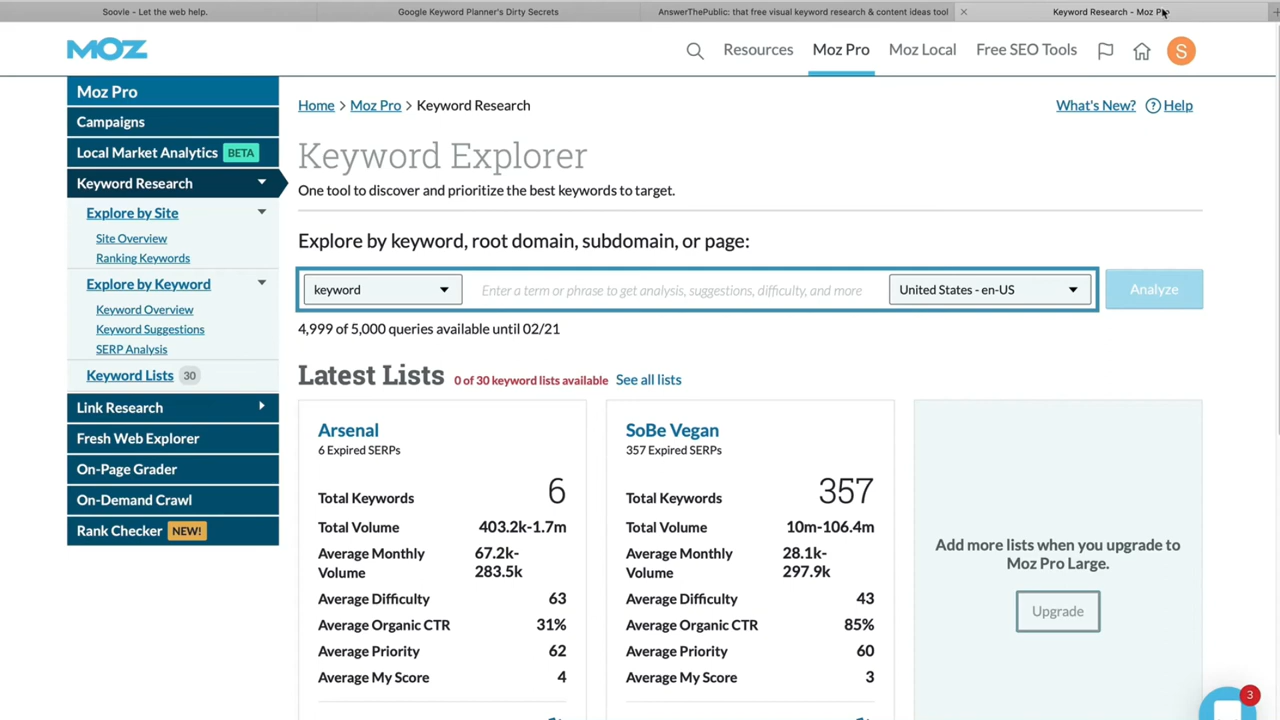 Soovle - Let the web help.
Google Keyword Planner's Dirty Secrets
AnswerThePublic: that free visual keyword research & content ideas tool
Keyword Research - Moz Pro
MOZ
Resources
Moz Pro
Moz Local
Free SEO Tools
S
Moz Pro
Campaigns
Local Market Analytics BETA
Keyword Research
Explore by Site
Site Overview
Ranking Keywords
Explore by Keyword
Keyword Overview
Keyword Suggestions
SERP Analysis
Keyword Lists 30
Link Research
Fresh Web Explorer
On-Page Grader
On-Demand Crawl
Rank Checker NEW!
Home > Moz Pro > Keyword Research
What's New? ? Help
Keyword Explorer
One tool to discover and prioritize the best keywords to target.
Explore by keyword, root domain, subdomain, or page:
keyword
Enter a term or phrase to get analysis, suggestions, difficulty, and more
United States - en-US
Analyze
4,999 of 5,000 queries available until 02/21
Latest Lists 0 of 30 keyword lists available See all lists
Arsenal
6 Expired SERPs
Total Keywords 6
Total Volume 403.2k-1.7m
Average Monthly Volume 67.2k-283.5k
Average Difficulty 63
Average Organic CTR 31%
Average Priority 62
Average My Score 4
SoBe Vegan
357 Expired SERPs
Total Keywords 357
Total Volume 10m-106.4m
Average Monthly Volume 28.1k-297.9k
Average Difficulty 43
Average Organic CTR 85%
Average Priority 60
Average My Score 3
Add more lists when you upgrade to
Moz Pro Large.
Upgrade
3